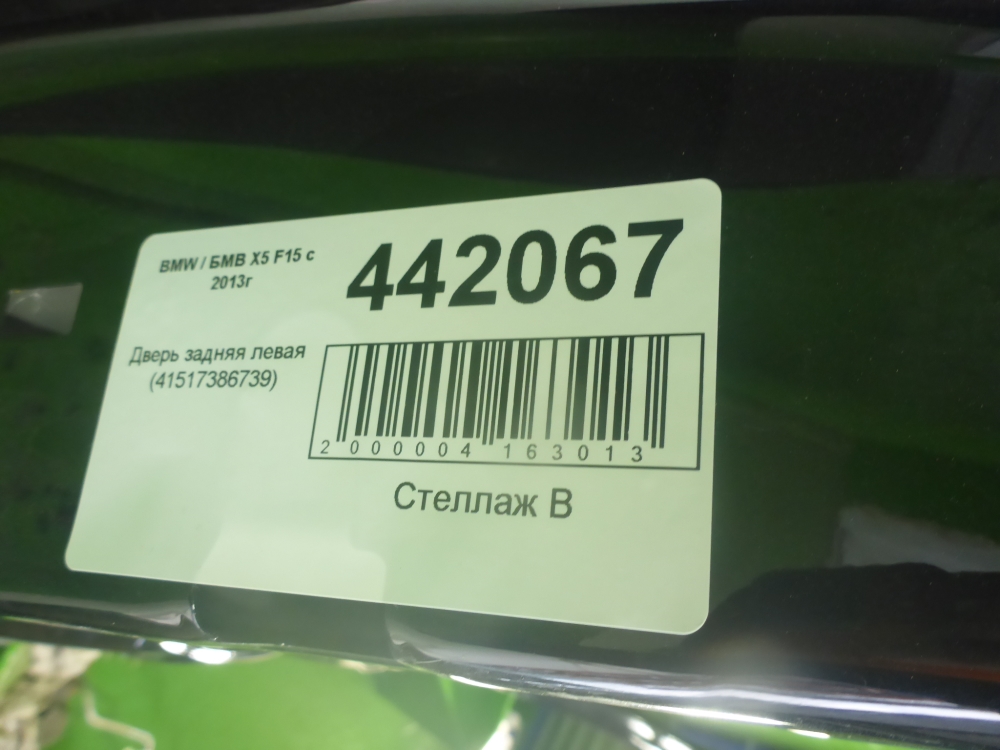 BMW / БМВ X5 F15 с
2013г
442067
Дверь задняя левая
(41517386739)
2 000004 163013
Стеллаж В